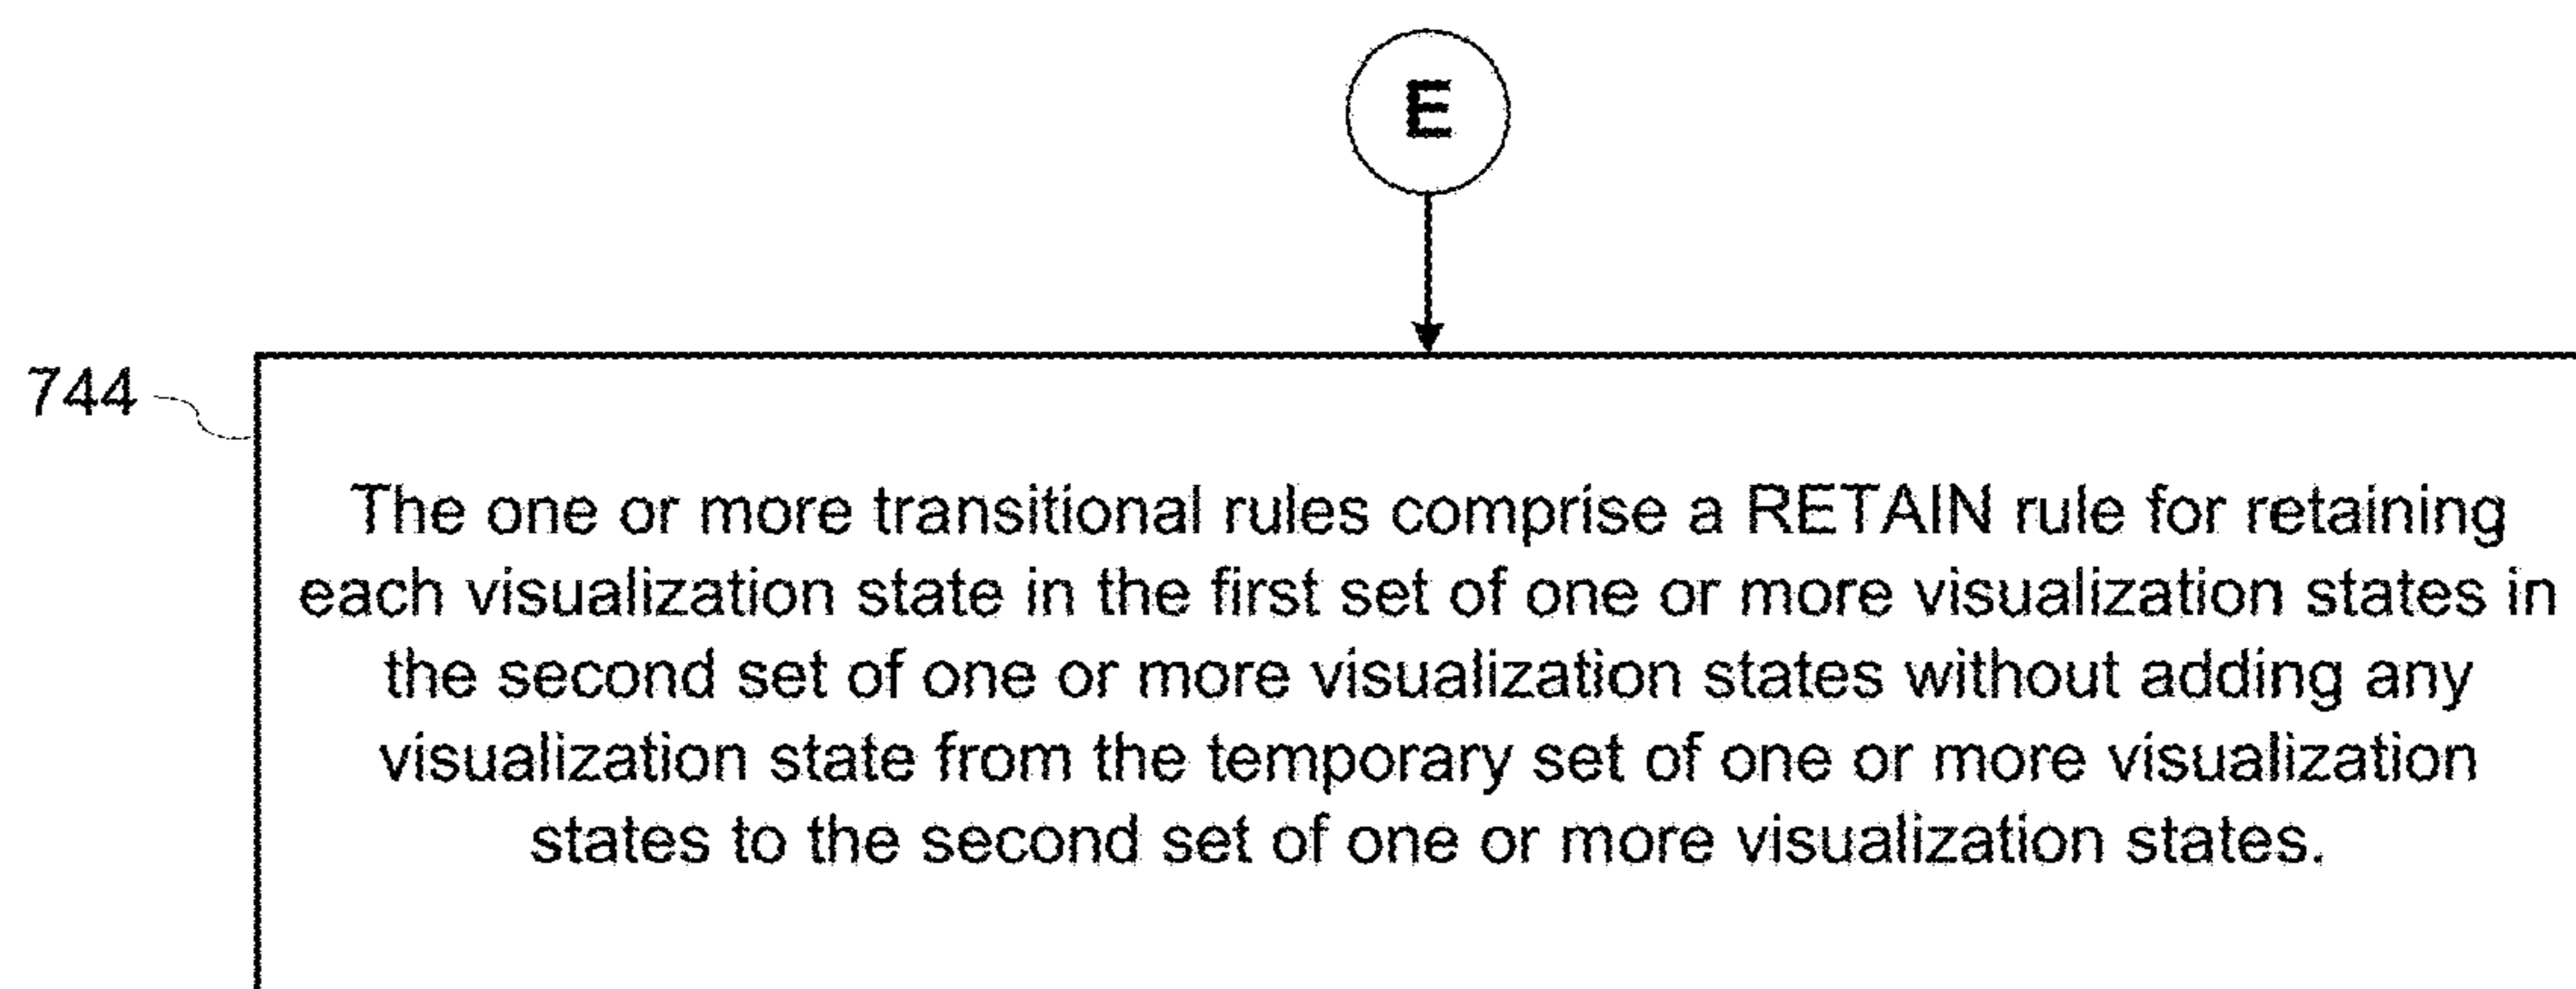 E
744
The one or more transitional rules comprise a RETAIN rule for retaining
each visualization state in the first set of one or more visualization states in
the second set of one or more visualization states without adding any
visualization state from the temporary set of one or more visualization
states to the second set of one or more visualization states.